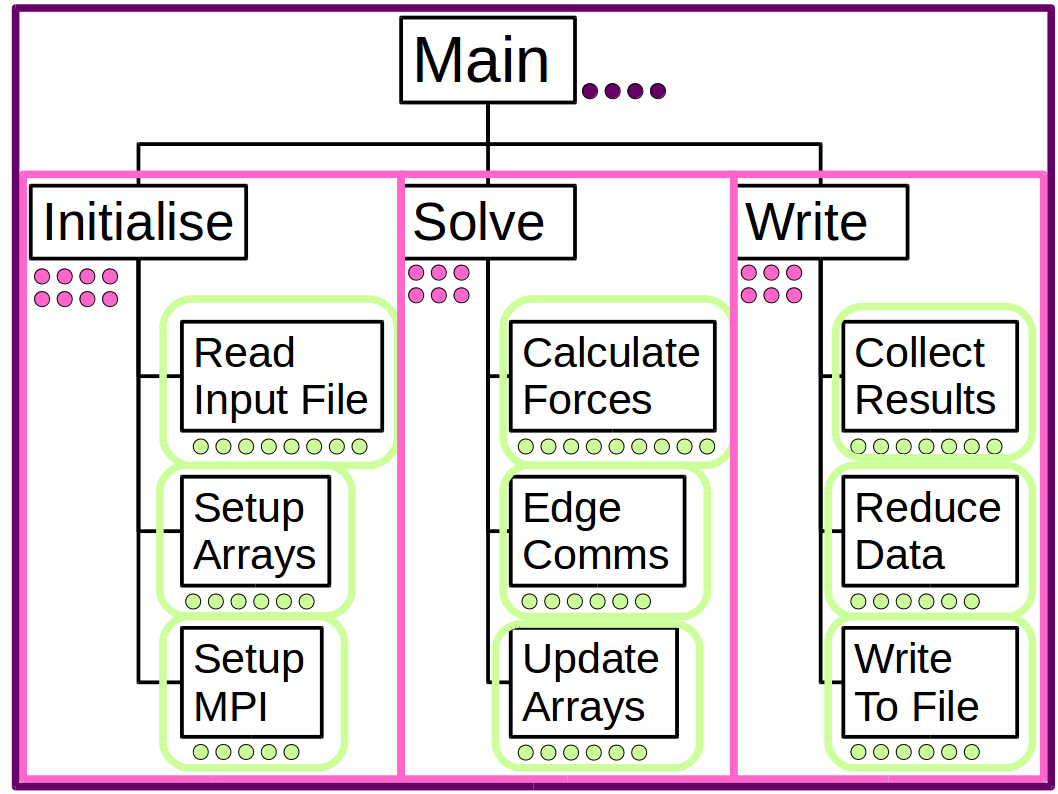 Main
Initialise
Solve
Write
Read
Input File
Setup
Arrays
Setup
MPI
Calculate
Forces
Edge
Comms
Update
Arrays
Collect
Results
Reduce
Data
Write
To File